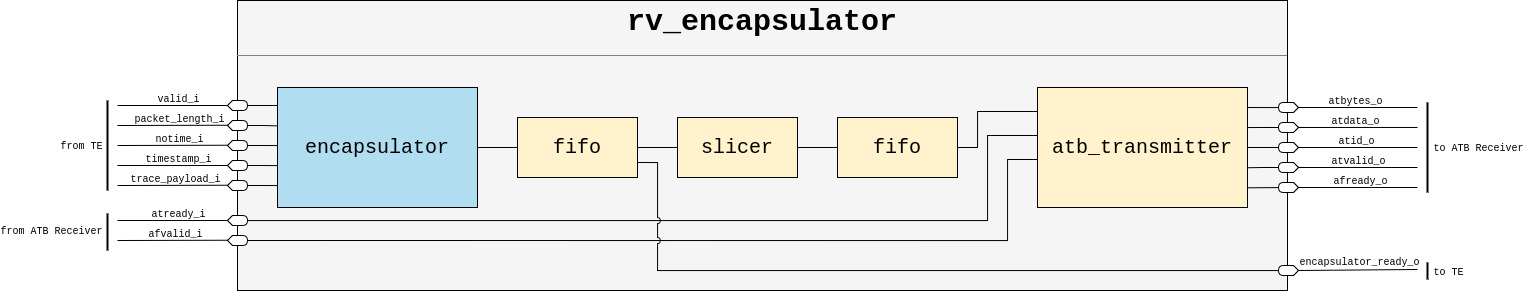 rv_encapsulator
valid_i
packet_length_i
notime_i
from TE
timestamp_i
trace_payload_i
atready_i
from ATB Receiver
afvalid_i
encapsulator
fifo
slicer
fifo
atb_transmitter
atbytes_o
atdata_o
atid_o
to ATB Receiver
atvalid_o
afready_o
encapsulator_ready_o
to TE